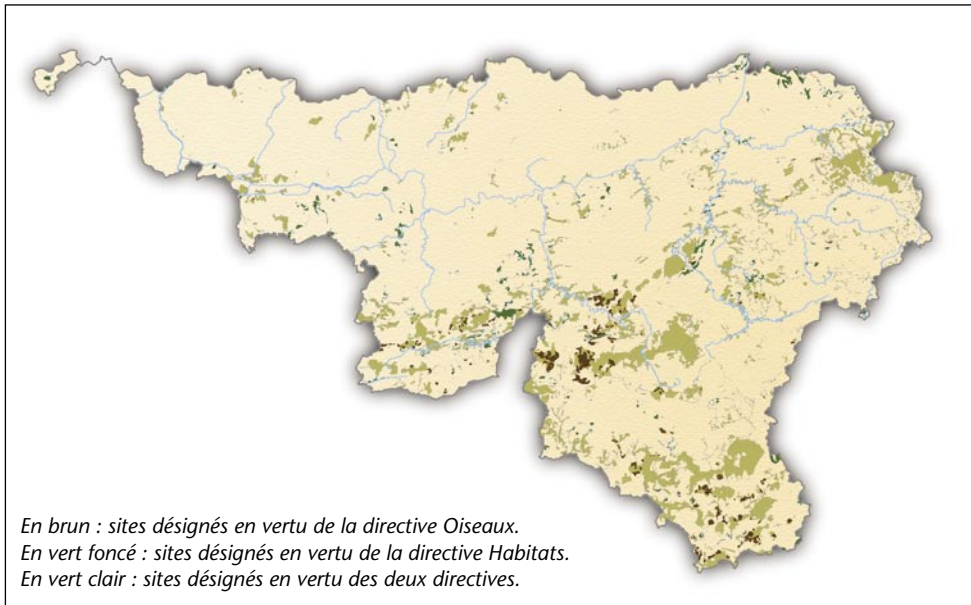 En brun : sites désignés en vertu de la directive Oiseaux.
En vert foncé : sites désignés en vertu de la directive Habitats.
En vert clair : sites désignés en vertu des deux directives.